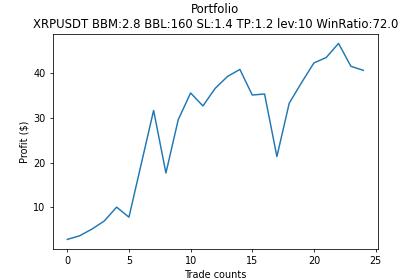 Portfolio
XRPUSDT BBM:2.8 BBL:160 SL:1.4 TP:1.2 lev:10 WinRatio:72.0
40
30
20
10
Profit ($)
0 5 10 15 20 25
Trade counts